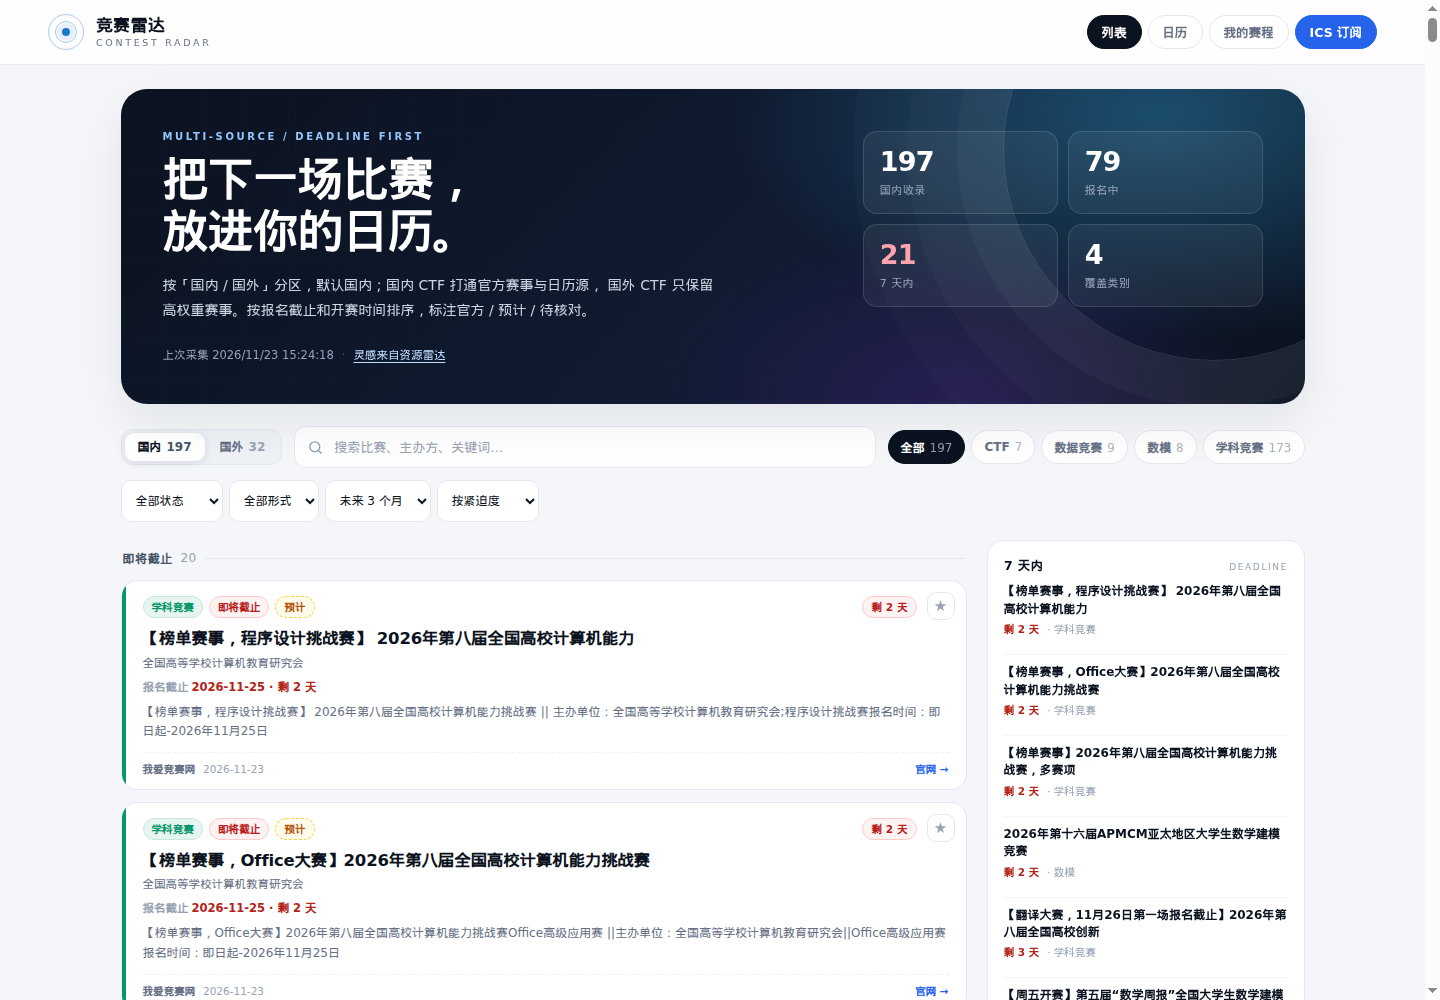 竞赛雷达
CONTEST RADAR
列表
日历
我的赛程
ICS 订阅
MULTI-SOURCE / DEADLINE FIRST
把下一场比赛，
放进你的日历。
按「国内 / 国外」分区，默认国内；国内 CTF 打通官方赛事与日历源， 国外 CTF 只保留
高权重赛事。按报名截止和开赛时间排序，标注官方 / 预计 / 待核对。
上次采集 2026/11/23 15:24:18 · 灵感来自资源雷达
197
国内收录
79
报名中
21
7 天内
4
覆盖类别
国内 197
国外 32
搜索比赛、主办方、关键词...
全部 197
CTF 7
数据竞赛 9
数模 8
学科竞赛 173
全部状态
全部形式
未来 3 个月
按紧迫度
即将截止 20
学科竞赛
即将截止
预计
剩 2 天
★
【榜单赛事，程序设计挑战赛】 2026年第八届全国高校计算机能力
全国高等学校计算机教育研究会
报名截止 2026-11-25 · 剩 2 天
【榜单赛事，程序设计挑战赛】 2026年第八届全国高校计算机能力挑战赛 || 主办单位：全国高等学校计算机教育研究会;程序设计挑战赛报名时间：即
日起-2026年11月25日
我爱竞赛网 2026-11-23
官网 →
学科竞赛
即将截止
预计
剩 2 天
★
【榜单赛事，Office大赛】2026年第八届全国高校计算机能力挑战赛
全国高等学校计算机教育研究会
报名截止 2026-11-25 · 剩 2 天
【榜单赛事，Office大赛】2026年第八届全国高校计算机能力挑战赛Office高级应用赛 ||主办单位：全国高等学校计算机教育研究会||Office高级应用赛
报名时间：即日起-2026年11月25日
我爱竞赛网 2026-11-23
官网 →
7 天内
DEADLINE
【榜单赛事，程序设计挑战赛】 2026年第八届全国
高校计算机能力
剩 2 天 · 学科竞赛
【榜单赛事，Office大赛】2026年第八届全国高校
计算机能力挑战赛
剩 2 天 · 学科竞赛
【榜单赛事】2026年第八届全国高校计算机能力挑
战赛，多赛项
剩 2 天 · 学科竞赛
2026年第十六届APMCM亚太地区大学生数学建模
竞赛
剩 2 天 · 数模
【翻译大赛，11月26日第一场报名截止】2026年第
八届全国高校创新
剩 3 天 · 学科竞赛
【周五开赛】第五届“数学周报”全国大学生数学建模